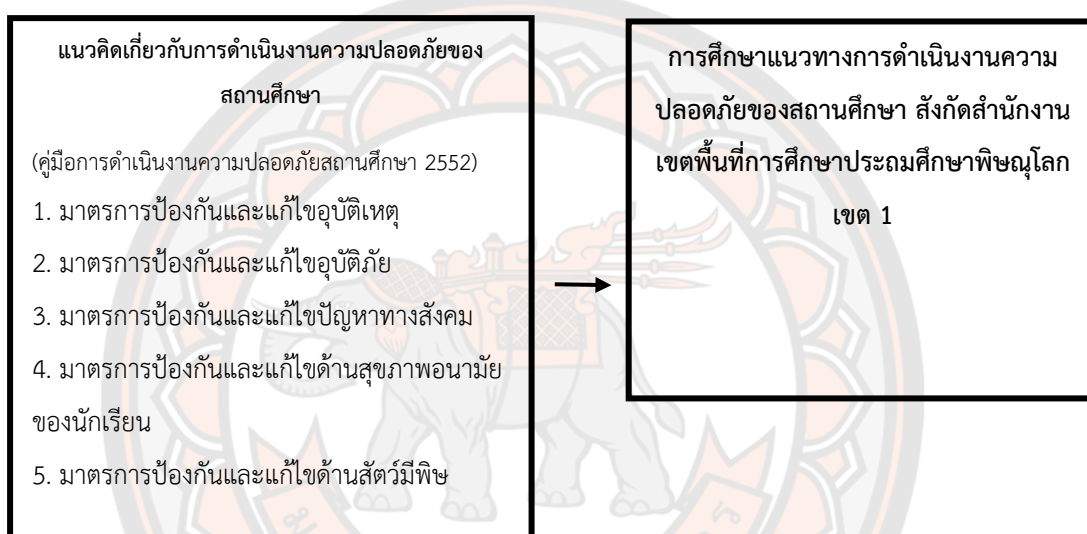 แนวคิดเกี่ยวกับการดำเนินงานความปลอดภัยของ
สถานศึกษา
(คู่มือการดำเนินงานความปลอดภัยสถานศึกษา 2552)
1. มาตรการป้องกันและแก้ไขอุบัติเหตุ
2. มาตรการป้องกันและแก้ไขอุบัติภัย
3. มาตรการป้องกันและแก้ไขปัญหาทางสังคม
4. มาตรการป้องกันและแก้ไขด้านสุขภาพอนามัย
ของนักเรียน
5. มาตรการป้องกันและแก้ไขด้านสัตว์มีพิษ
การศึกษาแนวทางการดำเนินงานความ
ปลอดภัยของสถานศึกษา สังกัดสำนักงาน
เขตพื้นที่การศึกษาประถมศึกษาพิษณุโลก
เขต 1